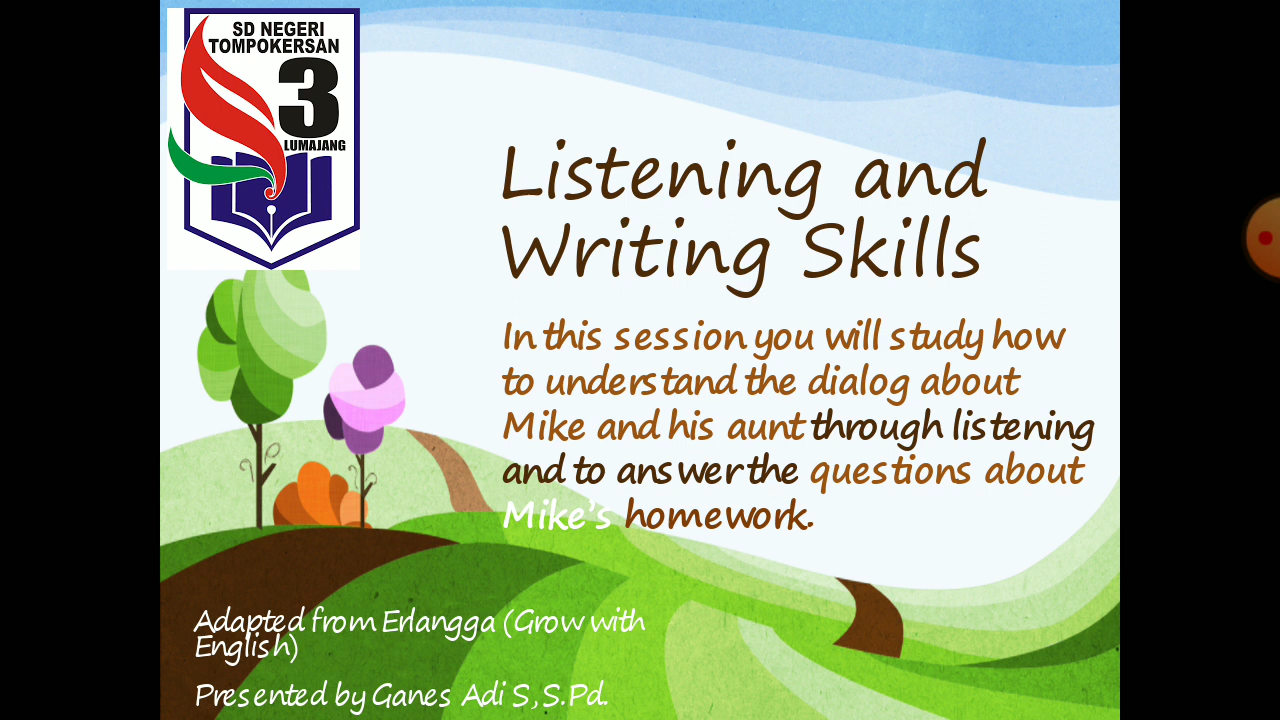 SD NEGERI
TOMPOKERSAN
3
LUMAJANG
Listening and
Writing Skills
In this session you will study how
to understand the dialog about
Mike and his aunt through listening
and to answer the questions about
Mike's homework.
Adapted from Erlangga (Grow with
English)
Presented by Ganes Adi S, S.Pd.